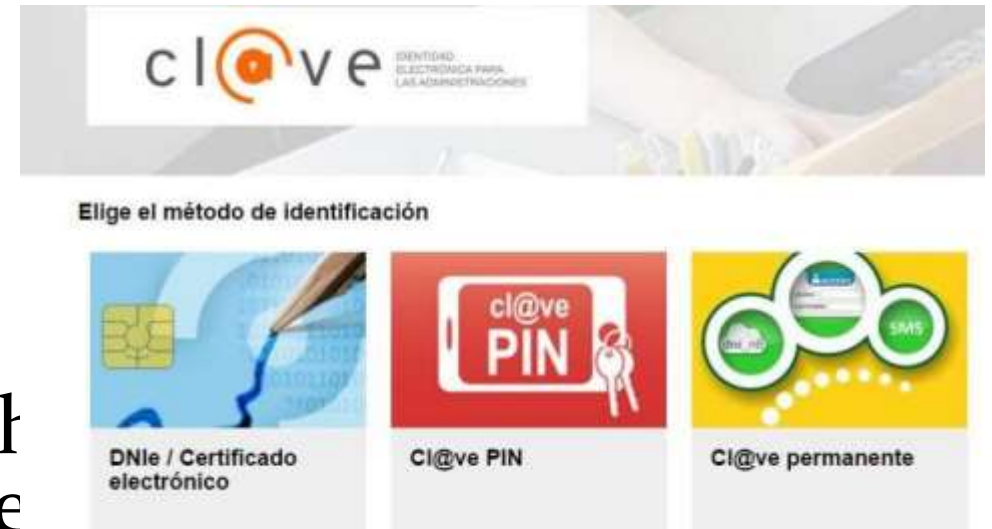 cl@ve
IDENTIDAD
ELECTRÓNICA PARA
LAS ADMINISTRACIONES
Elige el método de identificación
cl@ve
PIN
SMS
DNIe / Certificado
electrónico
Cl@ve PIN
Cl@ve permanente
h
e